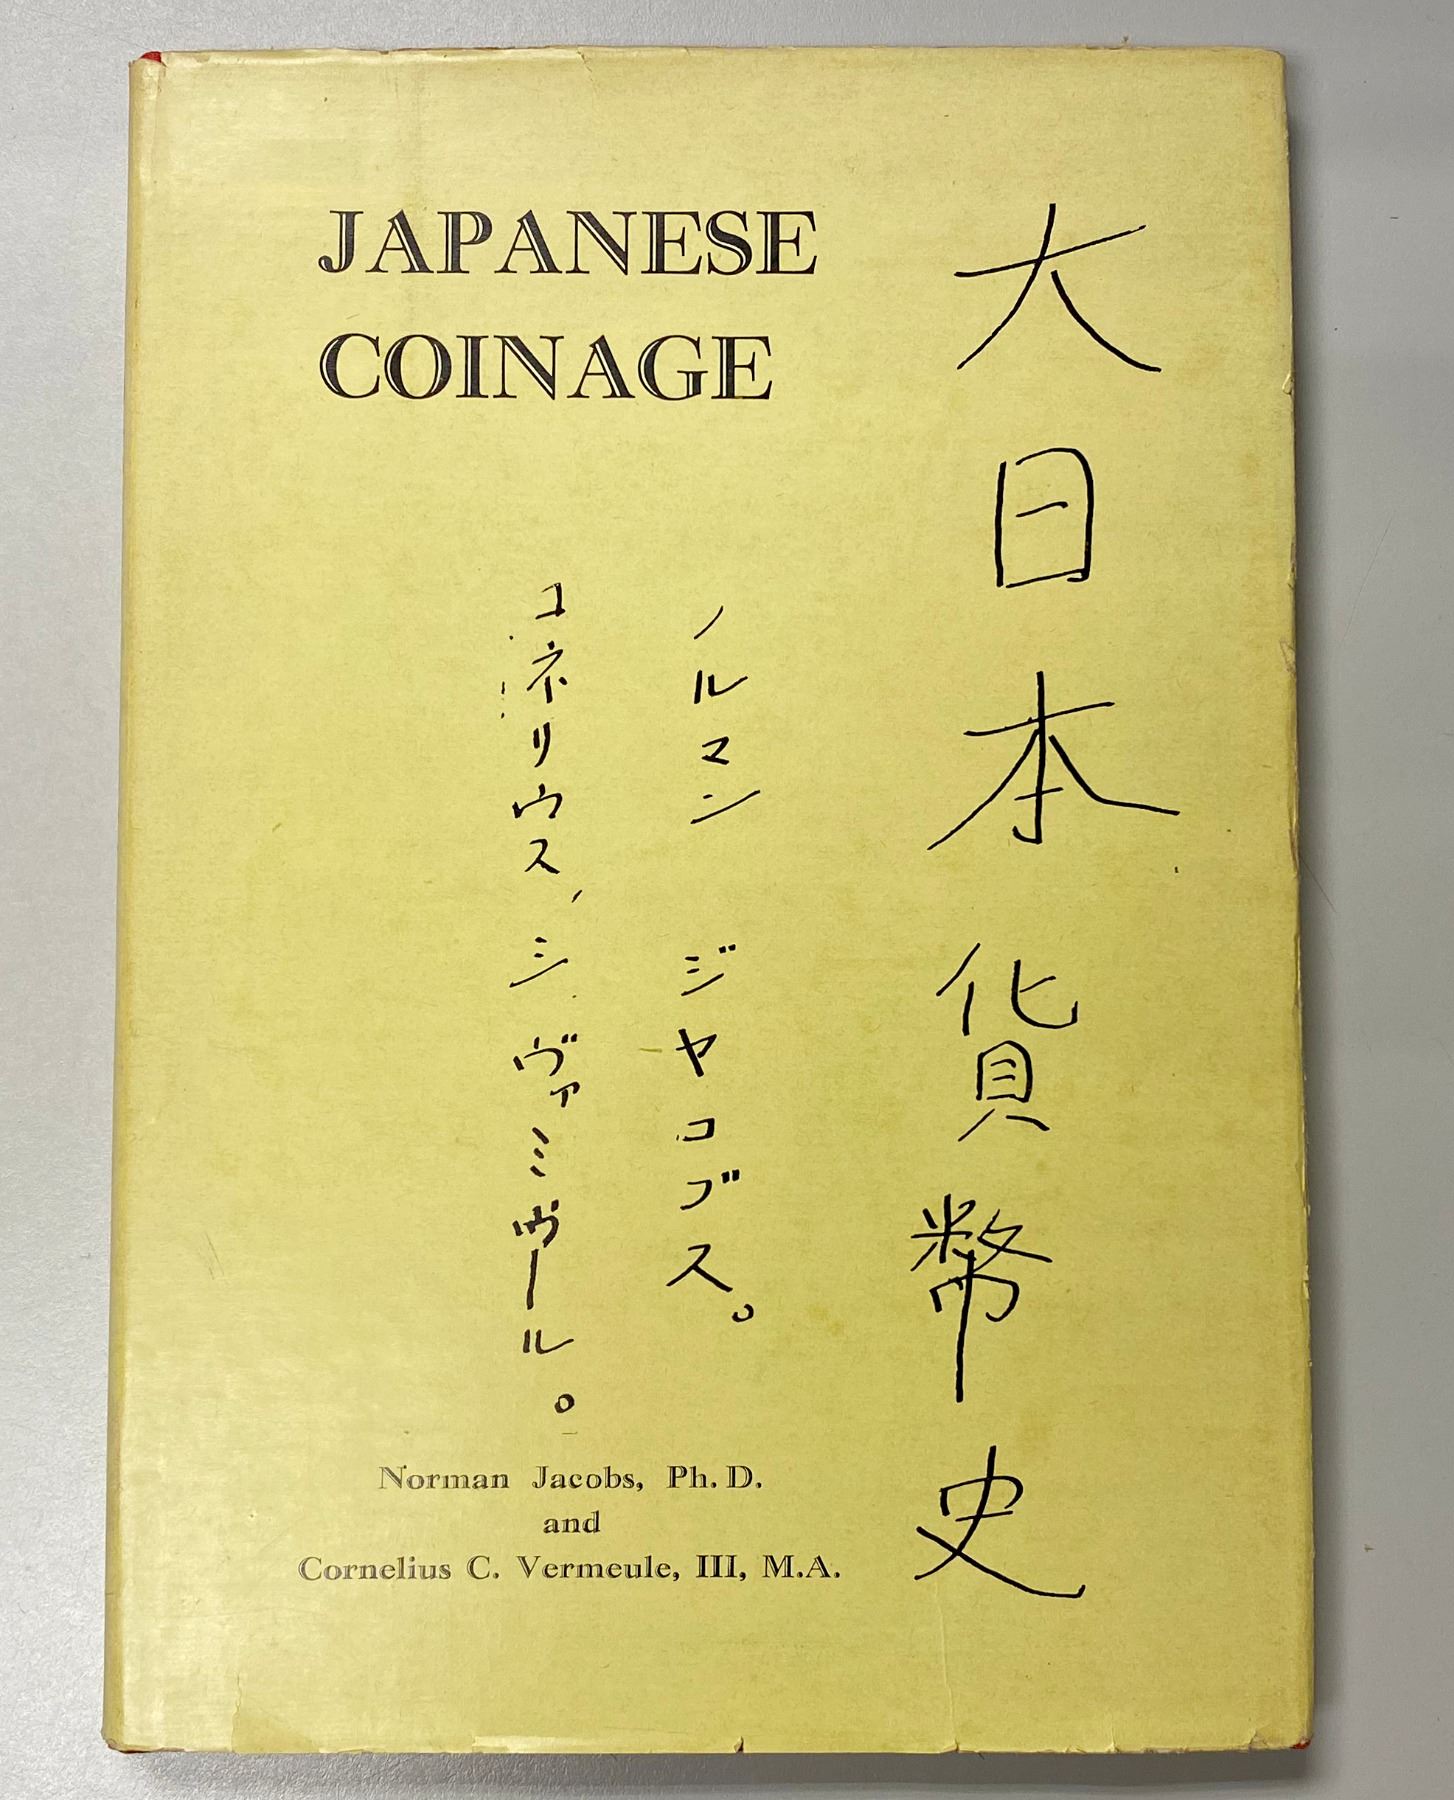 JAPANESE
COINAGE
大日本貨幣史
ノルマン ジヤコブス。
コネリウス、シ ヴァミヴール。
Norman Jacobs, Ph. D.
and
Cornelius C. Vermeule, III, M.A.